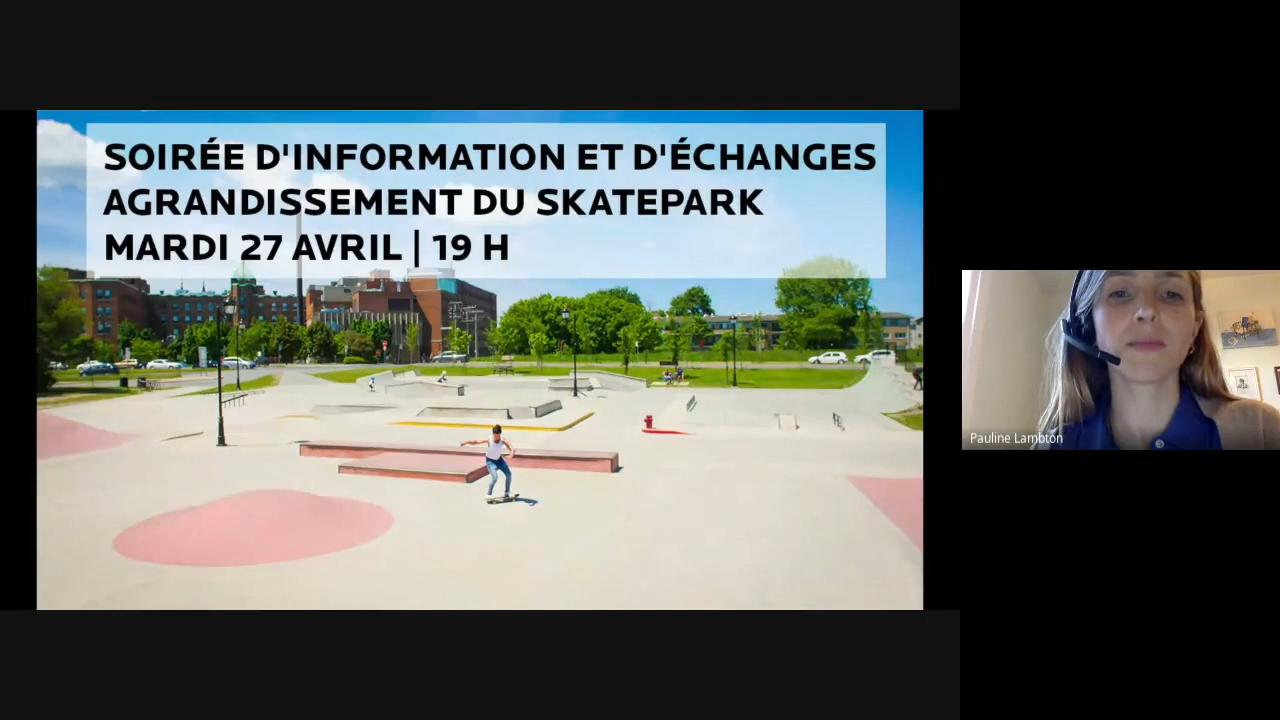 SOIRÉE D'INFORMATION ET D'ÉCHANGES
AGRANDISSEMENT DU SKATEPARK
MARDI 27 AVRIL | 19 H
Pauline Lambton